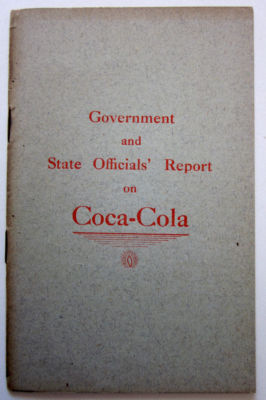 Government
and
State Officials' Report
on
Coca-Cola